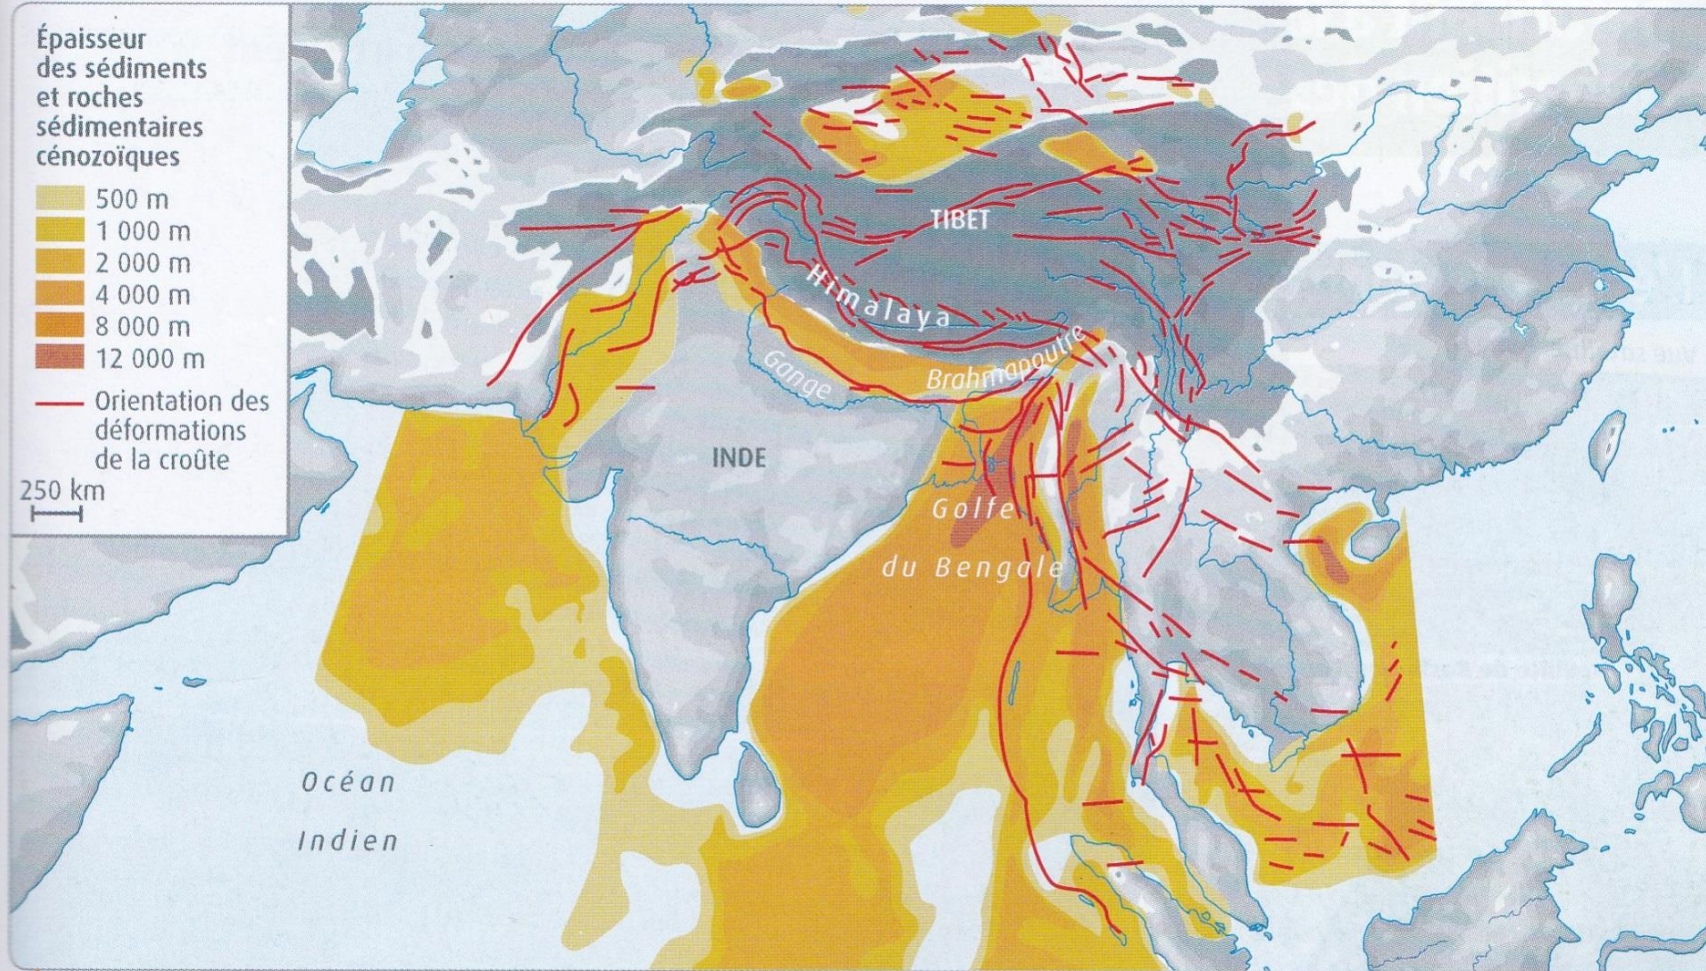 Épaisseur
des sédiments
et roches
sédimentaires
cénozoïques
500 m
1 000 m
2 000 m
4 000 m
8 000 m
12 000 m
Orientation des
déformations
de la croûte
250 km
TIBET
Himalaya
Brahmapoutre
Gange
INDE
Golfe
du Bengale
Océan
Indien